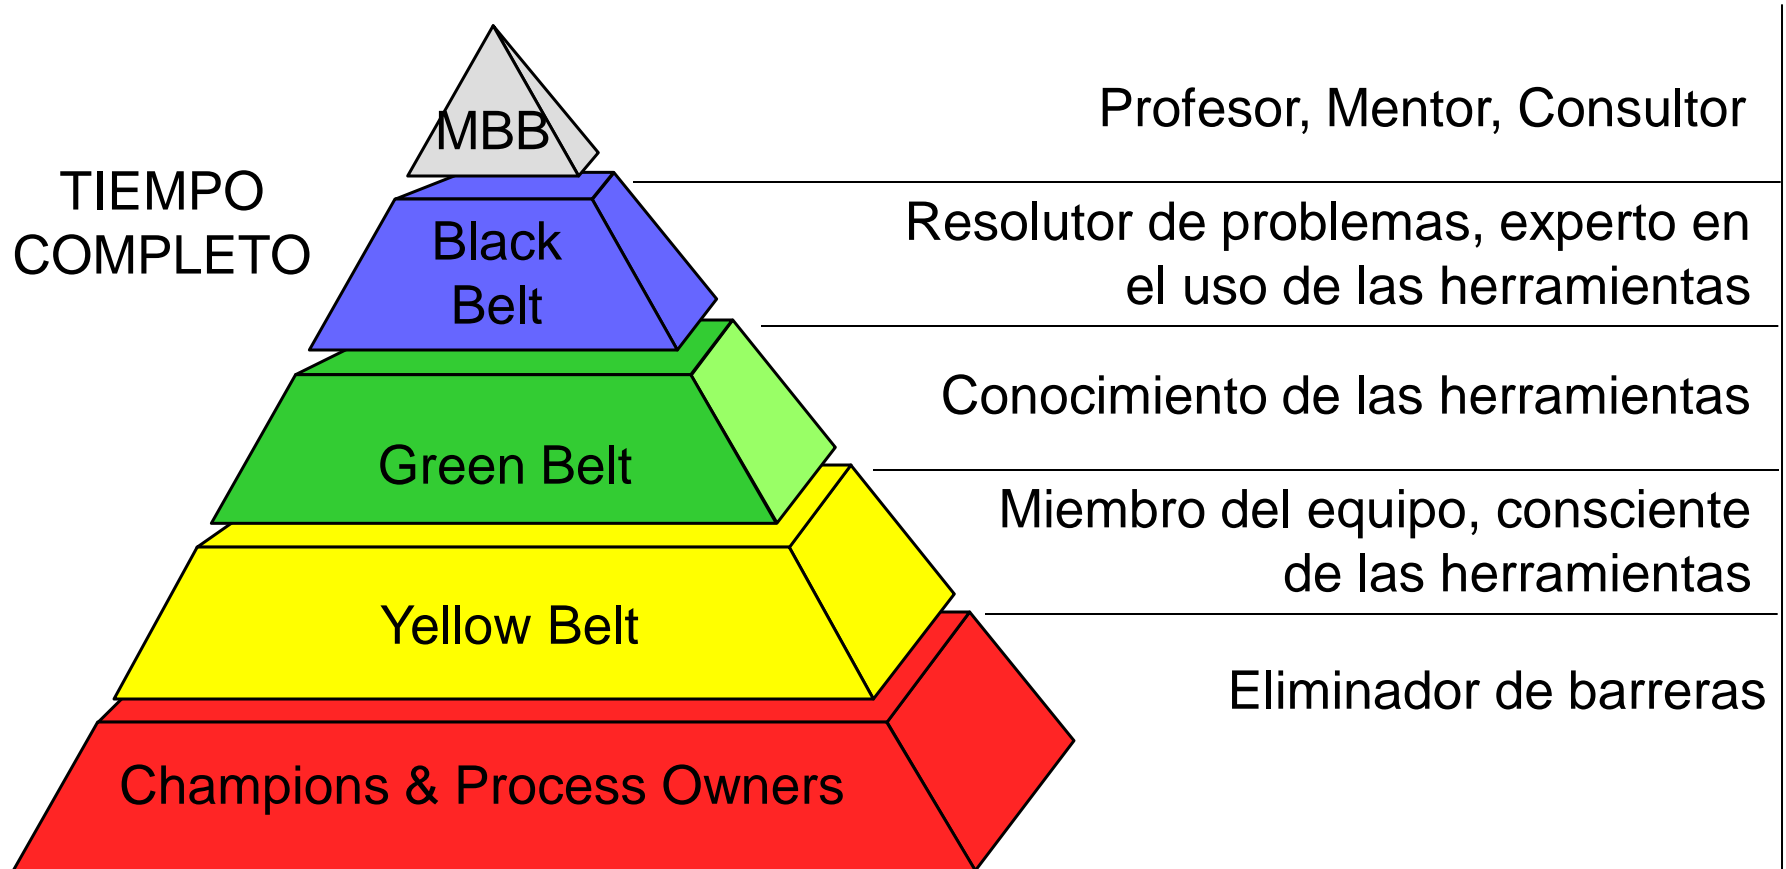 MBB
Profesor, Mentor, Consultor
TIEMPO
COMPLETO
Black
Belt
Resolutor de problemas, experto en
el uso de las herramientas
Green Belt
Conocimiento de las herramientas
Yellow Belt
Miembro del equipo, consciente
de las herramientas
Champions & Process Owners
Eliminador de barreras